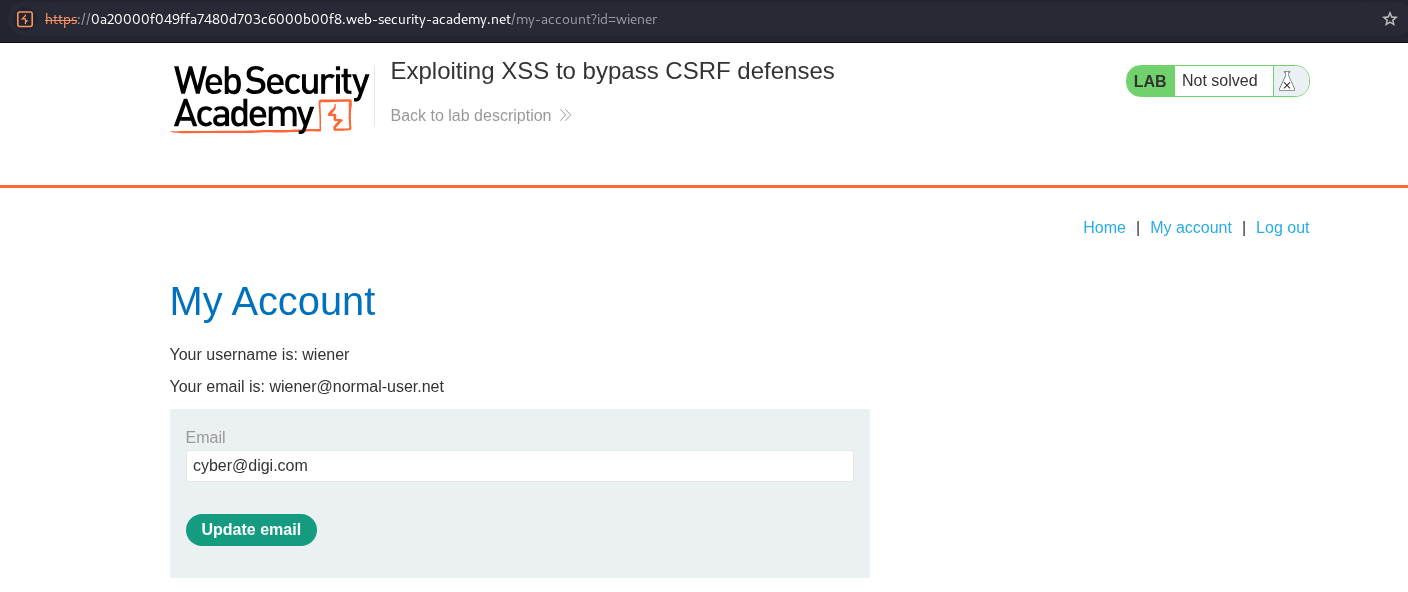 https://0a20000f049ffa7480d703c6000b00f8.web-security-academy.net/my-account?id=wiener
Web Security
Academy
Exploiting XSS to bypass CSRF defenses
Back to lab description
LAB Not solved
Home | My account | Log out
My Account
Your username is: wiener
Your email is: wiener@normal-user.net
Email
cyber@digi.com
Update email